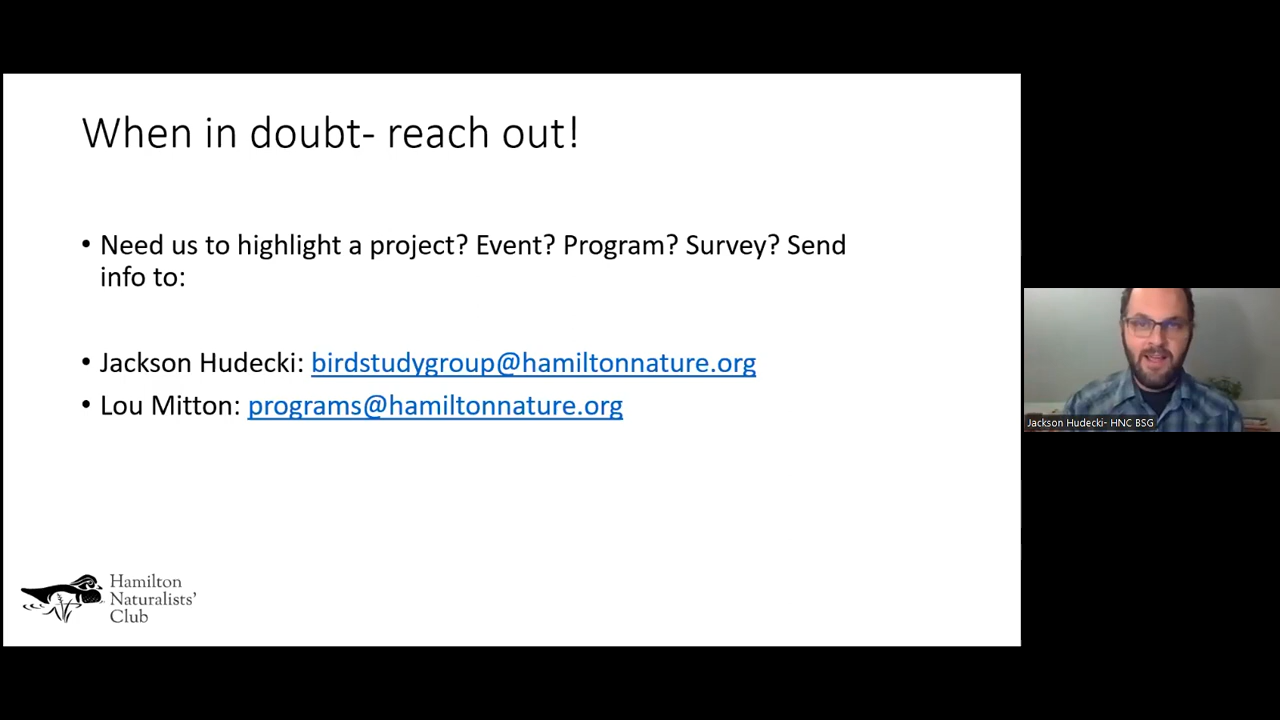 When in doubt- reach out!
• Need us to highlight a project? Event? Program? Survey? Send
info to:
• Jackson Hudecki: birdstudygroup@hamiltonnature.org
• Lou Mitton: programs@hamiltonnature.org
Jackson Hudecki- HNC BSG
Hamilton
Naturalists'
Club